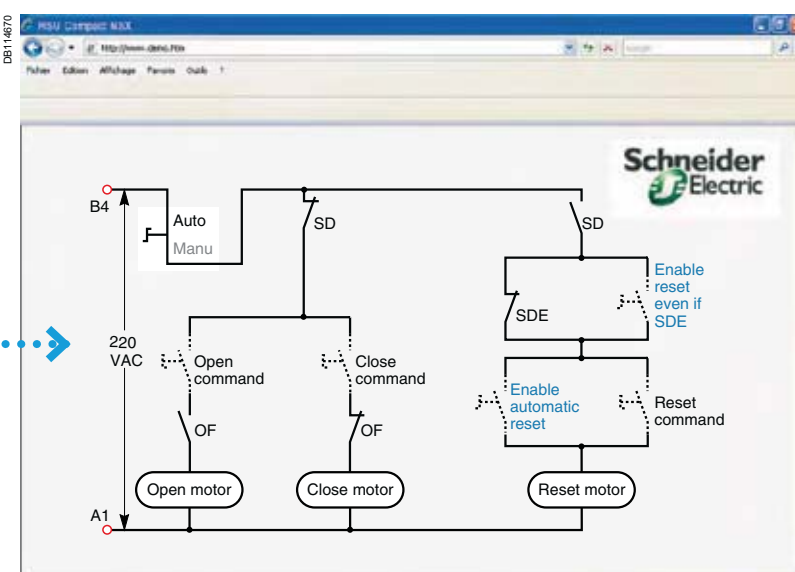 DB114670
MSU Compact NSX
http://www.demo.htm
Fichier Edition Affichage Favoris Outils ?
Schneider
Electric
B4
Auto
Manu
SD
SD
Enable
reset
even if
SDE
SDE
220
VAC
Open
command
Close
command
Enable
automatic
reset
Reset
command
OF
OF
Open motor
Close motor
Reset motor
A1